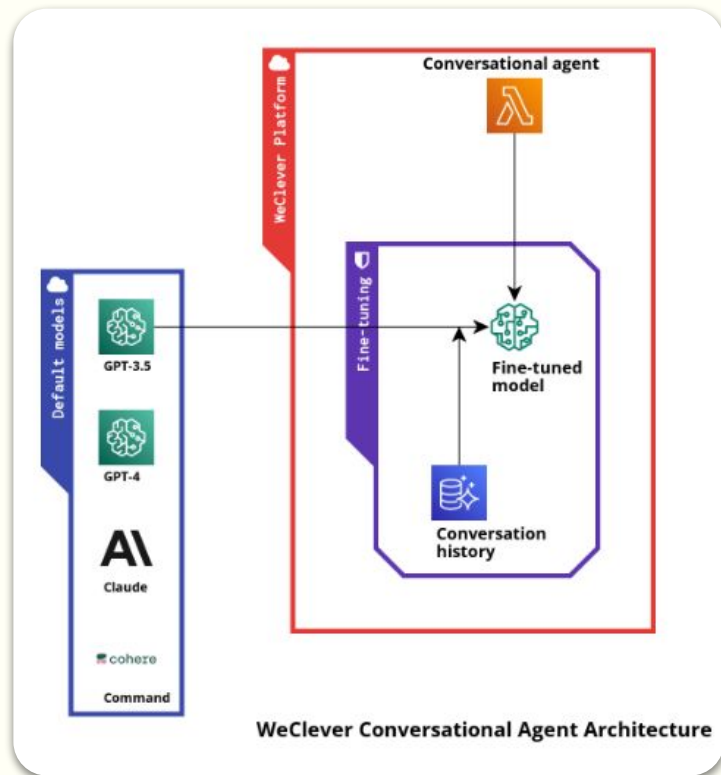 WeClever Platform
Conversational agent
Default models
GPT-3.5
GPT-4
AI
Claude
cohere
Command
Fine-tuning
Fine-tuned
model
Conversation
history
WeClever Conversational Agent Architecture